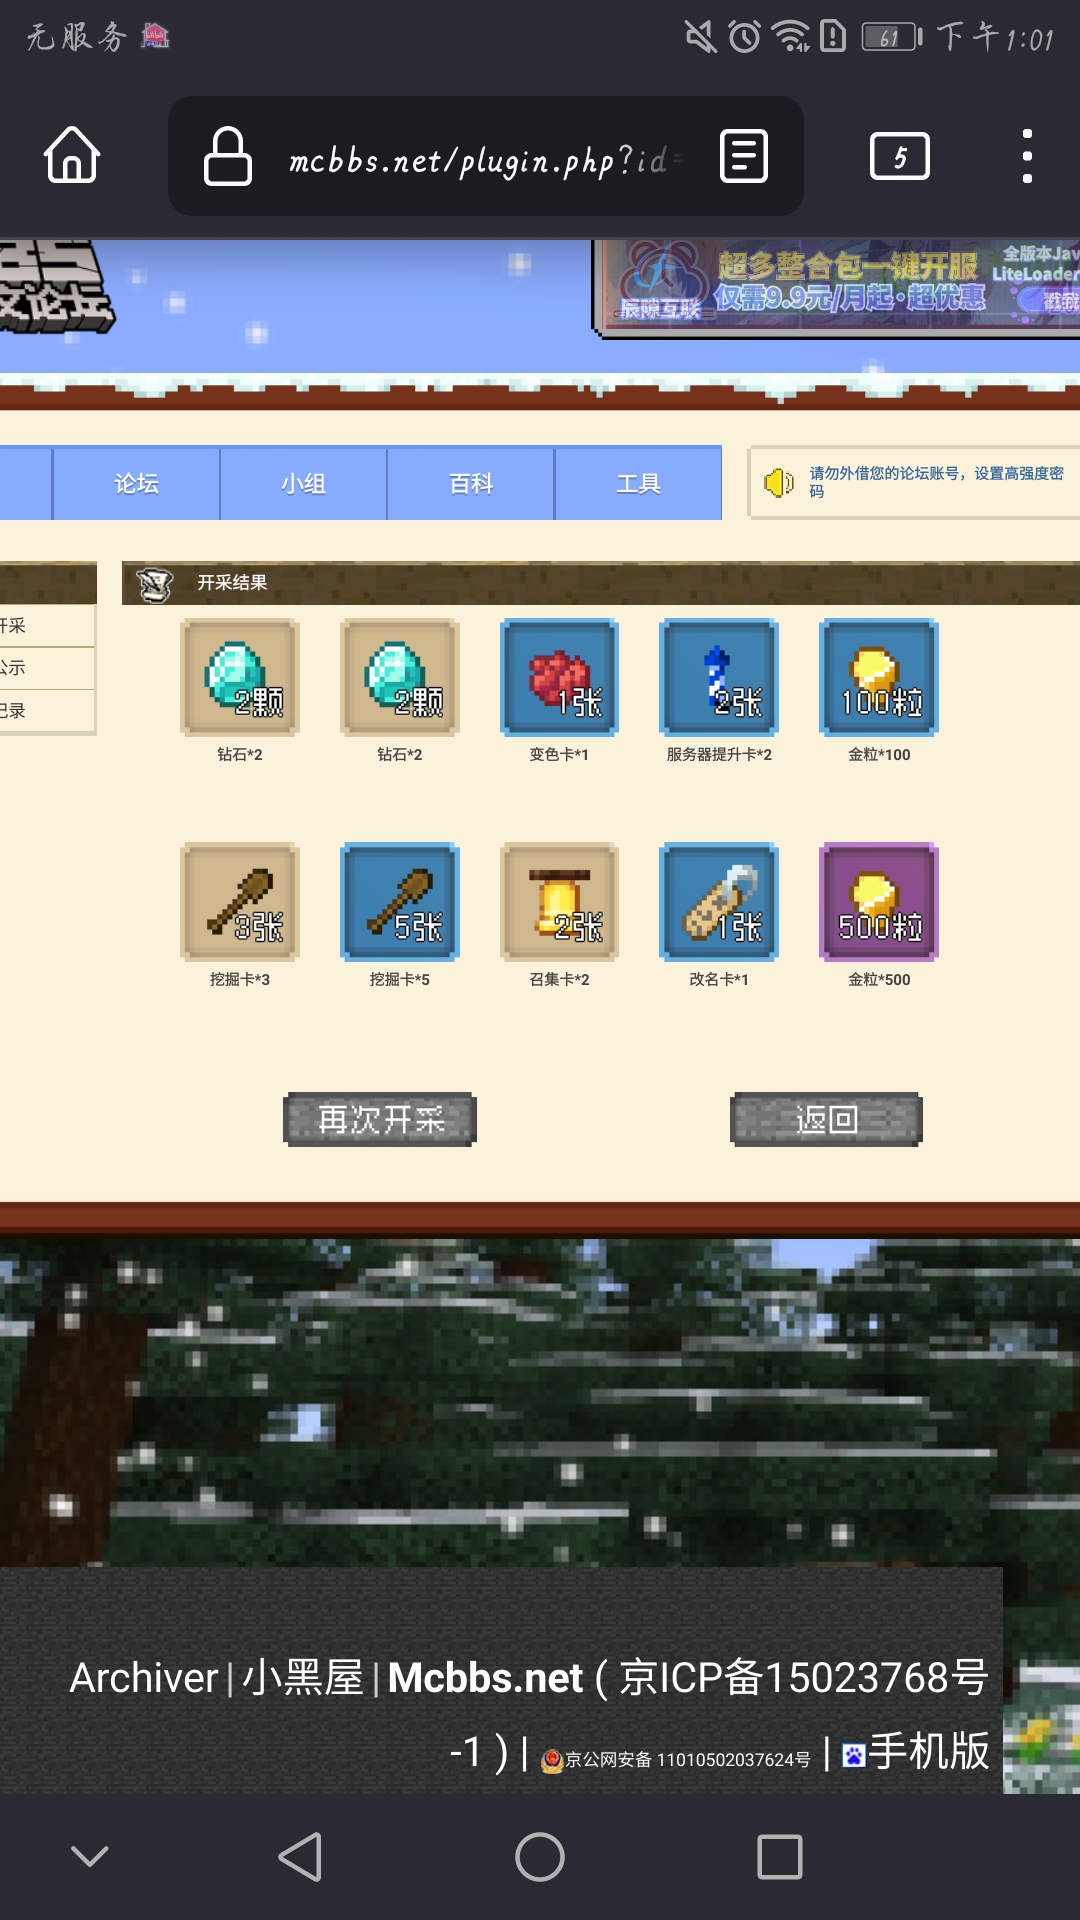 无服务
61
下午1:01
mcbbs.net/plugin.php?id=
5
文论坛
超多整合包一键开服
全版本Jav
仅需9.9元/月起·超优惠
LiteLoader
辰隙互联
戳我
论坛
小组
百科
工具
请勿外借您的论坛账号，设置高强度密
码
开采结果
开采
公示
记录
2颗
2颗
1张
2张
100粒
钻石*2
钻石*2
变色卡*1
服务器提升卡*2
金粒*100
3张
5张
2张
1张
500粒
挖掘卡*3
挖掘卡*5
召集卡*2
改名卡*1
金粒*500
再次开采
返回
Archiver|小黑屋|Mcbbs.net ( 京ICP备15023768号
-1 ) | 京公网安备 11010502037624号 | 手机版